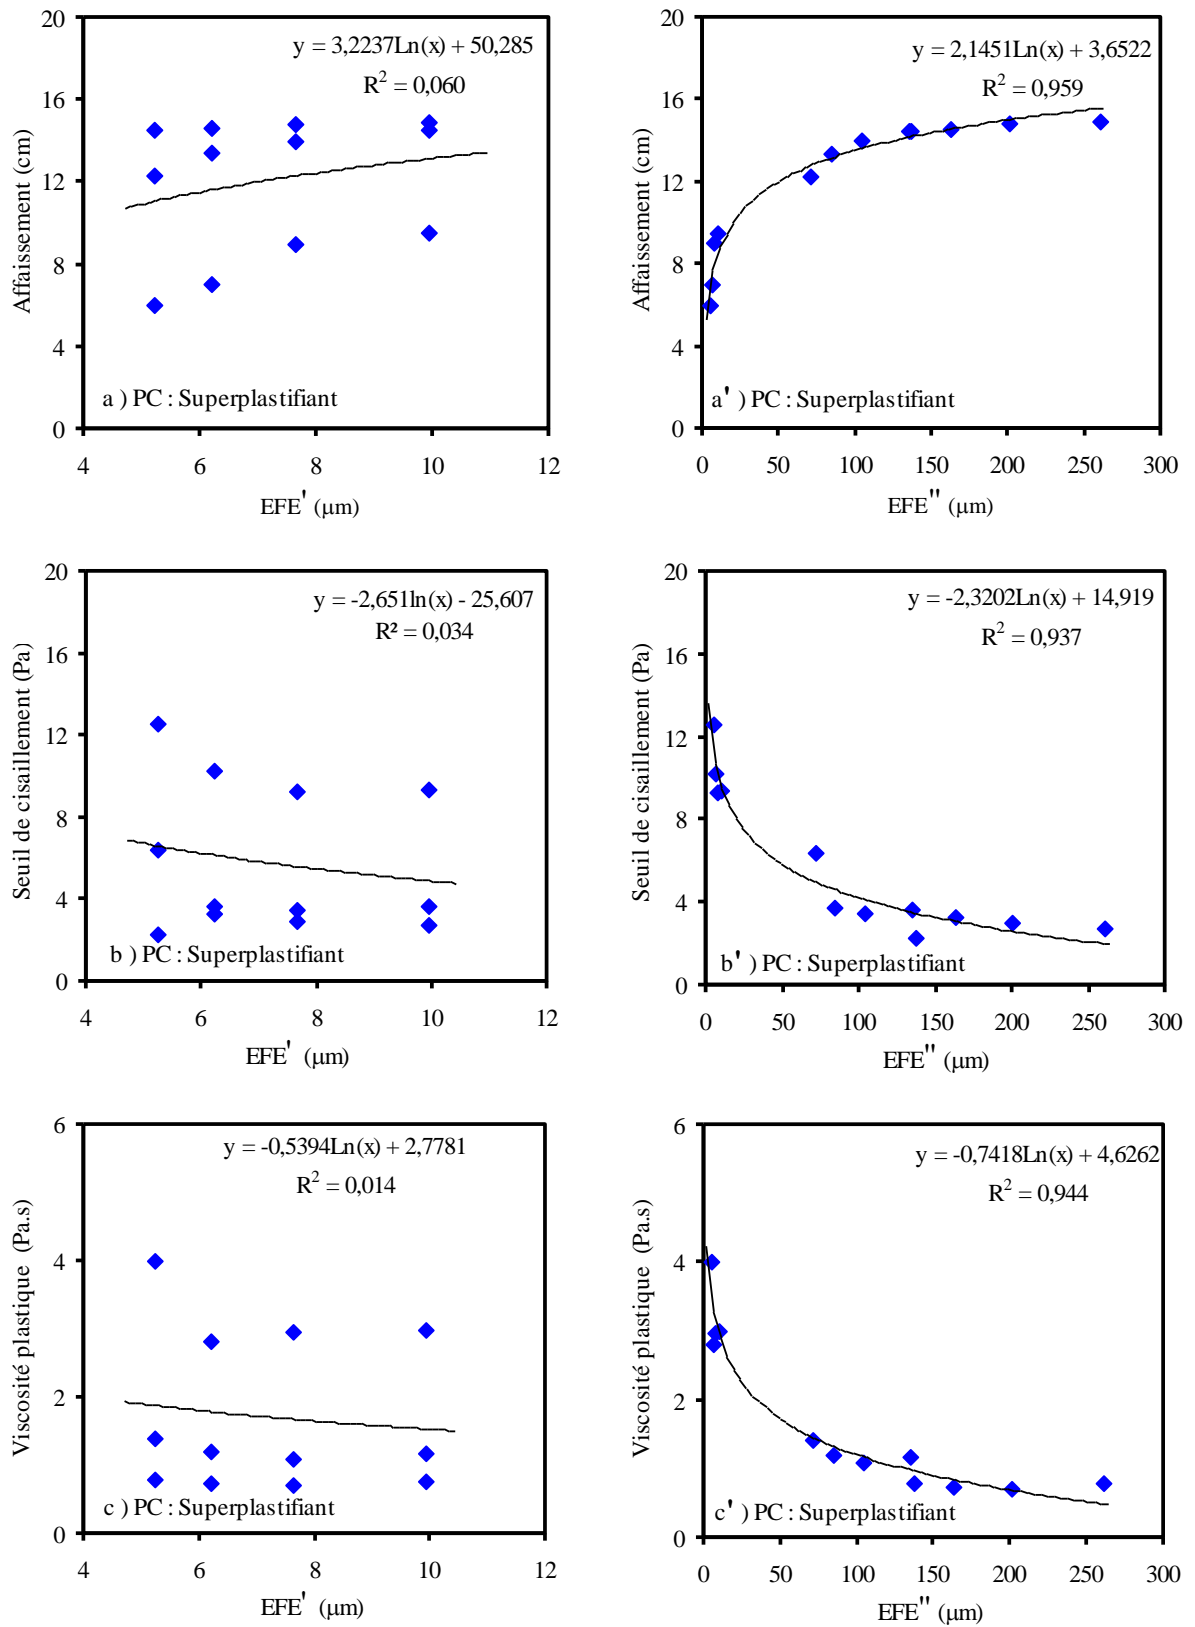 20
16
12
8
4
0
Affaissement (cm)
y = 3,2237Ln(x) + 50,285
R² = 0,060
a ) PC : Superplastifiant
4 6 8 10 12
EFE' (μm)
20
16
12
8
4
0
Affaissement (cm)
y = 2,1451Ln(x) + 3,6522
R² = 0,959
a' ) PC : Superplastifiant
0 50 100 150 200 250 300
EFE'' (μm)
20
16
12
8
4
0
Seuil de cisaillement (Pa)
y = -2,651ln(x) - 25,607
R² = 0,034
b ) PC : Superplastifiant
4 6 8 10 12
EFE' (μm)
20
16
12
8
4
0
Seuil de cisaillement (Pa)
y = -2,3202Ln(x) + 14,919
R² = 0,937
b' ) PC : Superplastifiant
0 50 100 150 200 250 300
EFE'' (μm)
6
4
2
0
Viscosité plastique (Pa.s)
y = -0,5394Ln(x) + 2,7781
R² = 0,014
c ) PC : Superplastifiant
4 6 8 10 12
EFE' (μm)
6
4
2
0
Viscosité plastique (Pa.s)
y = -0,7418Ln(x) + 4,6262
R² = 0,944
c' ) PC : Superplastifiant
0 50 100 150 200 250 300
EFE'' (μm)